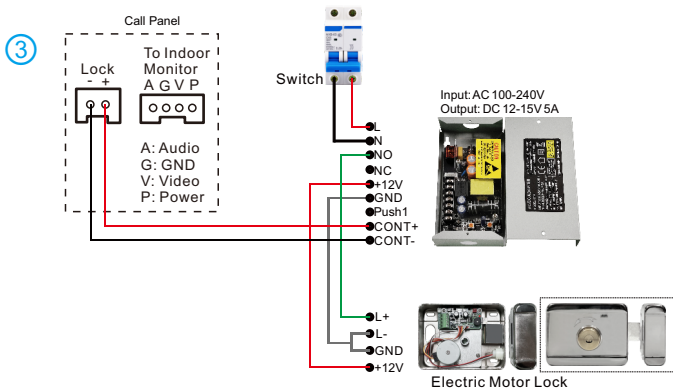 3
Call Panel
To Indoor
Monitor
Lock
- +
A G V P
A: Audio
G: GND
V: Video
P: Power
Switch
Input: AC 100-240V
Output: DC 12-15V 5A
L
N
NO
NC
+12V
GND
Push1
CONT+
CONT-
L+
L-
GND
+12V
Electric Motor Lock